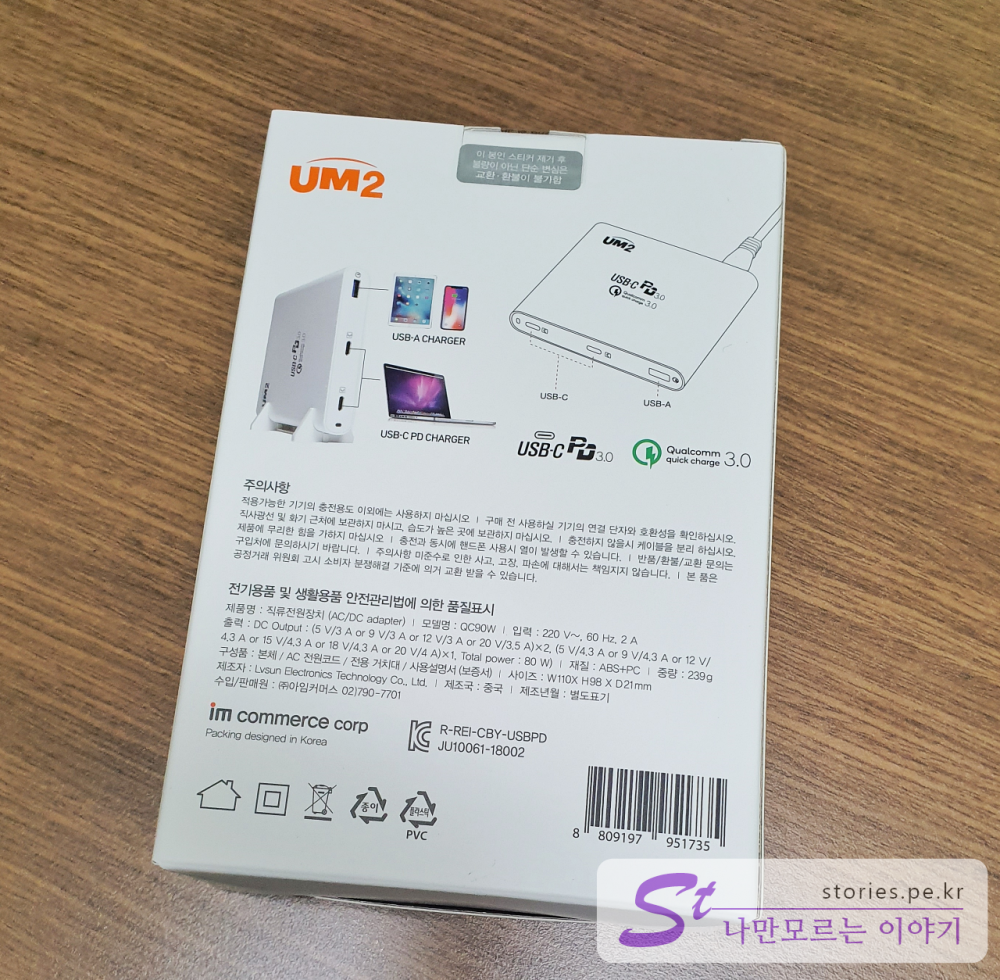 UM2
이 봉인 스티커 제거 후
불량이 아닌 단순 변심은
교환·환불이 불가함
UM2
USB-C PD 3.0
Qualcomm
quick charge 3.0
USB-C
USB-A
USB-C PD 3.0
UM2
USB-A CHARGER
USB-C PD CHARGER
USB-C PD 3.0
Qualcomm
quick charge 3.0
주의사항
적용가능한 기기의 충전용도 이외에는 사용하지 마십시오 | 구매 전 사용하실 기기의 연결 단자와 호환성을 확인하십시오.
직사광선 및 화기 근처에 보관하지 마시고, 습도가 높은 곳에 보관하지 마십시오. | 충전하지 않을시 케이블을 분리 하십시오.
제품에 무리한 힘을 가하지 마십시오 | 충전과 동시에 핸드폰 사용시 열이 발생할 수 있습니다. | 반품/환불/교환 문의는
구입처에 문의하시기 바랍니다. | 주의사항 미준수로 인한 사고, 고장, 파손에 대해서는 책임지지 않습니다. | 본 품은
공정거래 위원회 고시 소비자 분쟁해결 기준에 의거 교환 받을 수 있습니다.
전기용품 및 생활용품 안전관리법에 의한 품질표시
제품명 : 직류전원장치 (AC/DC adapter) | 모델명 : QC90W | 입력 : 220 V~, 60 Hz, 2 A
출력 : DC Output : (5 V/3 A or 9 V/3 A or 12 V/3 A or 20 V/3.5 A)×2, (5 V/4,3 A or 9 V/4,3 A or 12 V/
4,3 A or 15 V/4,3 A or 18 V/4,3 A or 20 V/4 A)×1, Total power : 80 W) | 재질 : ABS+PC | 중량 : 239g
구성품 : 본체 / AC 전원코드 / 전용 거치대 / 사용설명서 (보증서) | 사이즈 : W110X H98 X D21mm
제조자 : Lvsun Electronics Technology Co., Ltd. | 제조국 : 중국 | 제조년월 : 별도표기
수입/판매원 : ㈜아임커머스 02)790-7701
im commerce corp
Packing designed in Korea
R-REI-CBY-USBPD
JU10061-18002
종이
플라스틱
PVC
8 809197 951735
St
stories.pe.kr
나만모르는 이야기